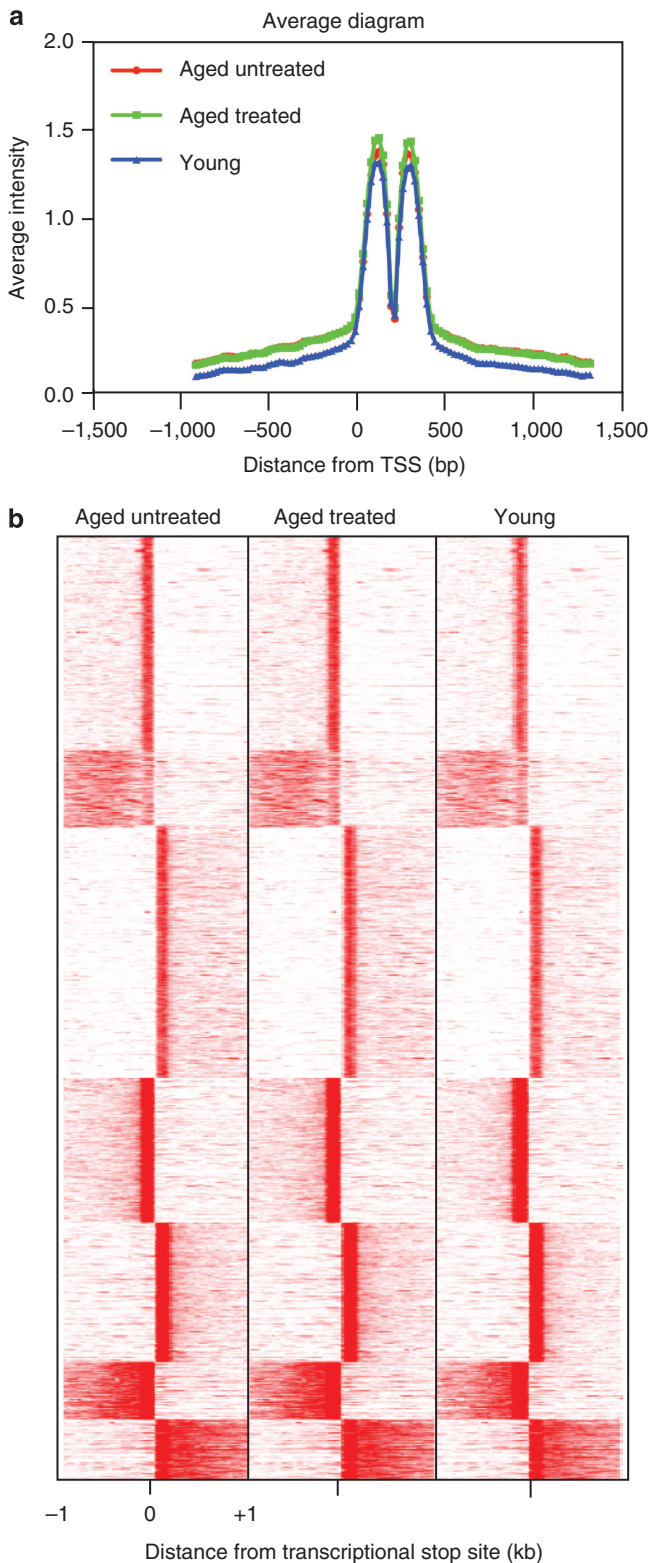 a
Average diagram
2.0
1.5
1.0
0.5
0.0
Average intensity
Aged untreated
Aged treated
Young
–1,500 –1,000 –500 0 500 1,000 1,500
Distance from TSS (bp)
b
Aged untreated Aged treated Young
–1 0 +1
Distance from transcriptional stop site (kb)